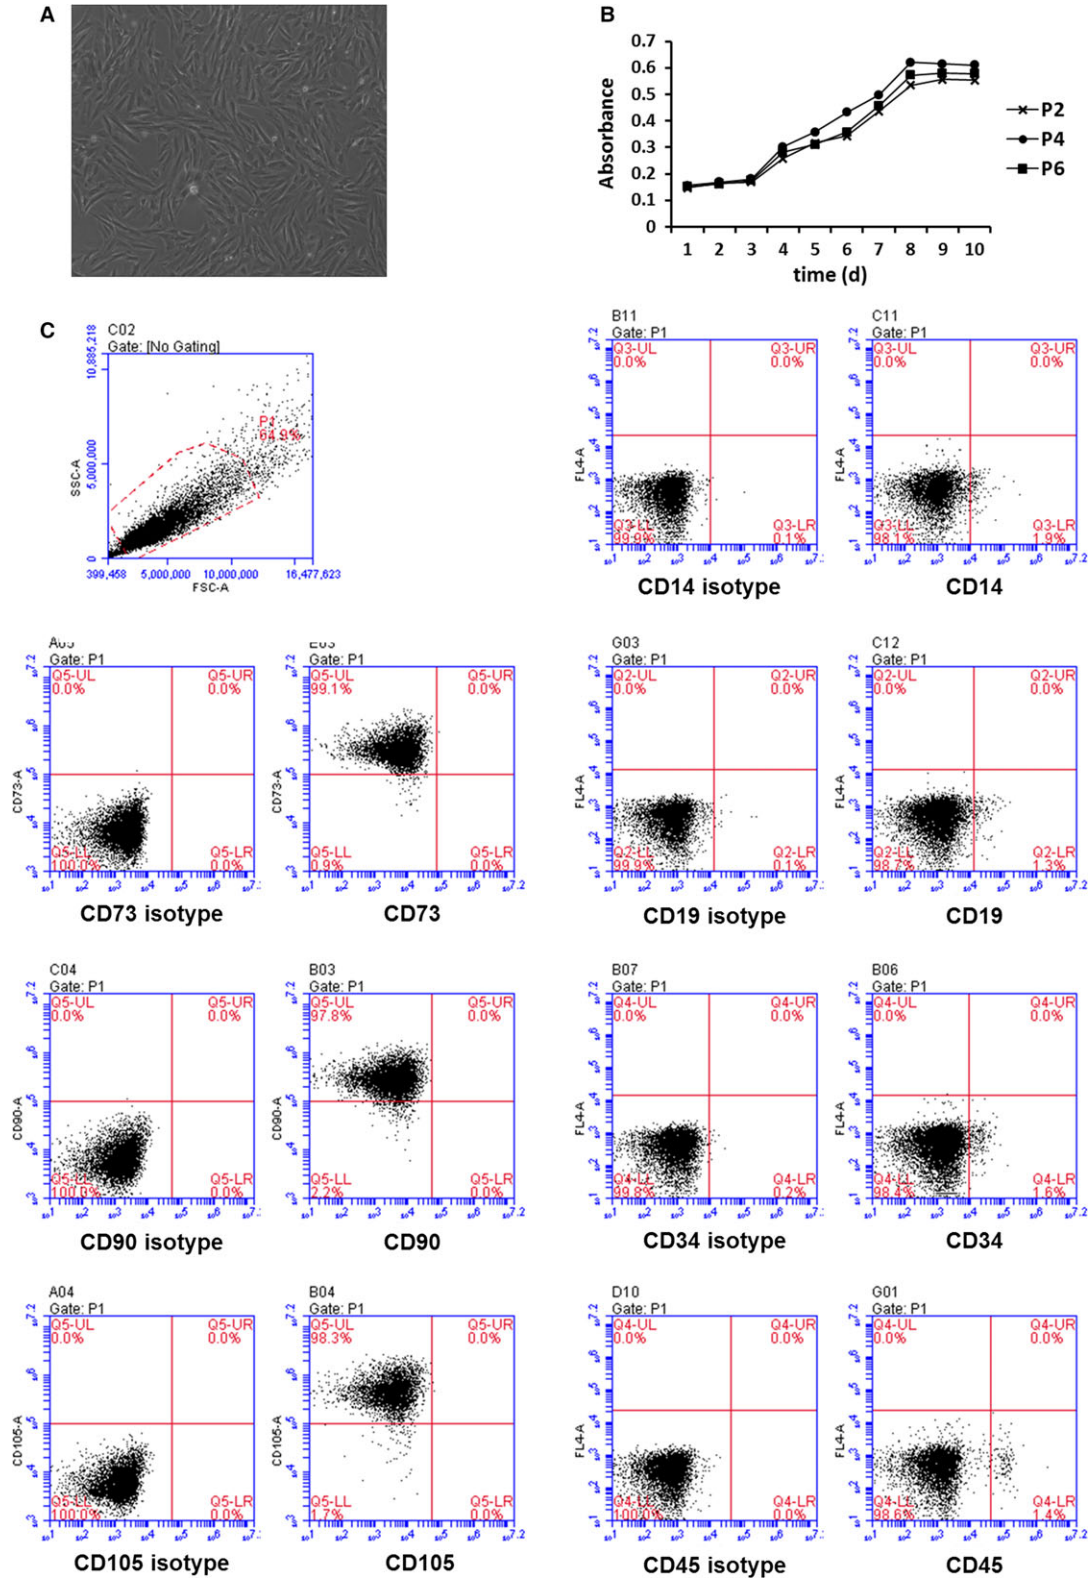 A
B
0.7
0.6
0.5
0.4
0.3
0.2
0.1
0
Absorbance
1 2 3 4 5 6 7 8 9 10
time (d)
P2
P4
P6
C
C02
Gate: [No Gating]
10,885,218
5,000,000
0
SSC-A
P1
64.9%
399,458 5,000,000 10,000,000 16,477,623
FSC-A
B11
Gate: P1
Q3-UL Q3-UR
0.0% 0.0%
FL4-A
Q3-LL Q3-LR
99.9% 0.1%
CD14 isotype
C11
Gate: P1
Q3-UL Q3-UR
0.0% 0.0%
FL4-A
Q3-LL Q3-LR
98.1% 1.9%
CD14
Gate: P1
Q5-UL Q5-UR
0.0% 0.0%
CD73-A
Q5-LL Q5-LR
100.0% 0.0%
CD73 isotype
Gate: P1
Q5-UL Q5-UR
99.1% 0.0%
CD73-A
Q5-LL Q5-LR
0.9% 0.0%
CD73
G03
Gate: P1
Q2-UL Q2-UR
0.0% 0.0%
FL4-A
Q2-LL Q2-LR
99.9% 0.1%
CD19 isotype
C12
Gate: P1
Q2-UL Q2-UR
0.0% 0.0%
FL4-A
Q2-LL Q2-LR
98.7% 1.3%
CD19
C04
Gate: P1
Q5-UL Q5-UR
0.0% 0.0%
CD90-A
Q5-LL Q5-LR
100.0% 0.0%
CD90 isotype
B03
Gate: P1
Q5-UL Q5-UR
97.8% 0.0%
CD90-A
Q5-LL Q5-LR
2.2% 0.0%
CD90
B07
Gate: P1
Q4-UL Q4-UR
0.0% 0.0%
FL4-A
Q4-LL Q4-LR
99.8% 0.2%
CD34 isotype
B06
Gate: P1
Q4-UL Q4-UR
0.0% 0.0%
FL4-A
Q4-LL Q4-LR
98.4% 1.6%
CD34
A04
Gate: P1
Q5-UL Q5-UR
0.0% 0.0%
CD105-A
Q5-LL Q5-LR
100.0% 0.0%
CD105 isotype
B04
Gate: P1
Q5-UL Q5-UR
98.3% 0.0%
CD105-A
Q5-LL Q5-LR
1.7% 0.0%
CD105
D10
Gate: P1
Q4-UL Q4-UR
0.0% 0.0%
FL4-A
Q4-LL Q4-LR
100.0% 0.0%
CD45 isotype
G01
Gate: P1
Q4-UL Q4-UR
0.0% 0.0%
FL4-A
Q4-LL Q4-LR
98.6% 1.4%
CD45